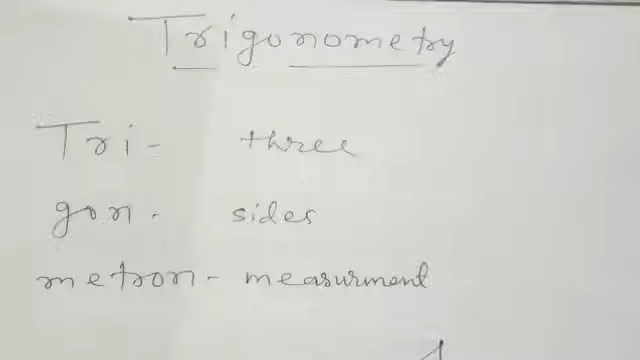 Trigonometry
Tri - three
gon - sides
metron - measurment